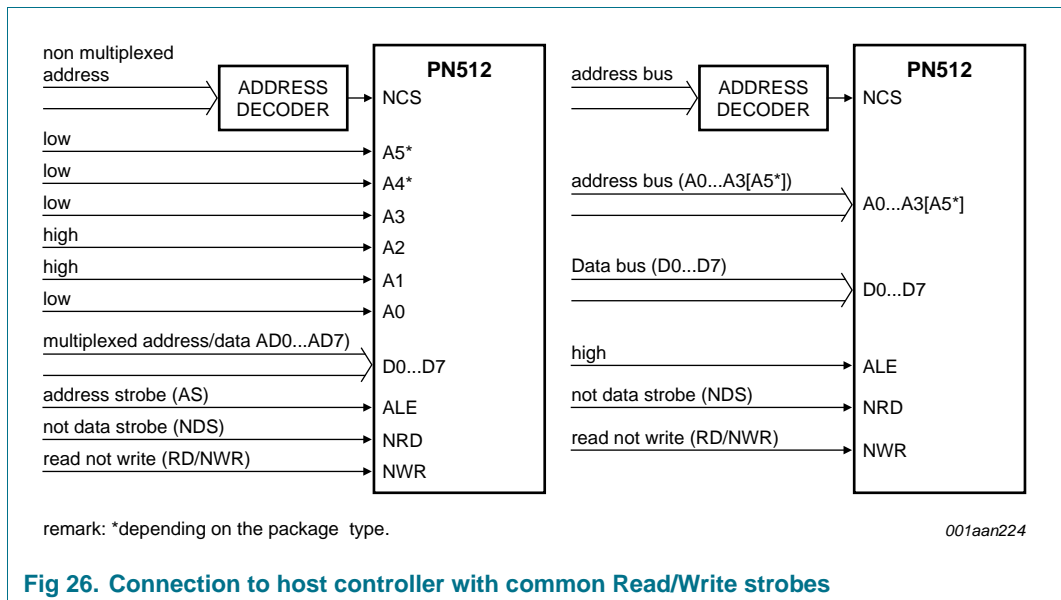 non multiplexed
address
ADDRESS
DECODER
PN512
NCS
low
A5*
low
A4*
low
A3
high
A2
high
A1
low
A0
multiplexed address/data AD0...AD7)
D0...D7
address strobe (AS)
ALE
not data strobe (NDS)
NRD
read not write (RD/NWR)
NWR
address bus
ADDRESS
DECODER
PN512
NCS
address bus (A0...A3[A5*])
A0...A3[A5*]
Data bus (D0...D7)
D0...D7
high
ALE
not data strobe (NDS)
NRD
read not write (RD/NWR)
NWR
remark: *depending on the package type.
001aan224
Fig 26. Connection to host controller with common Read/Write strobes